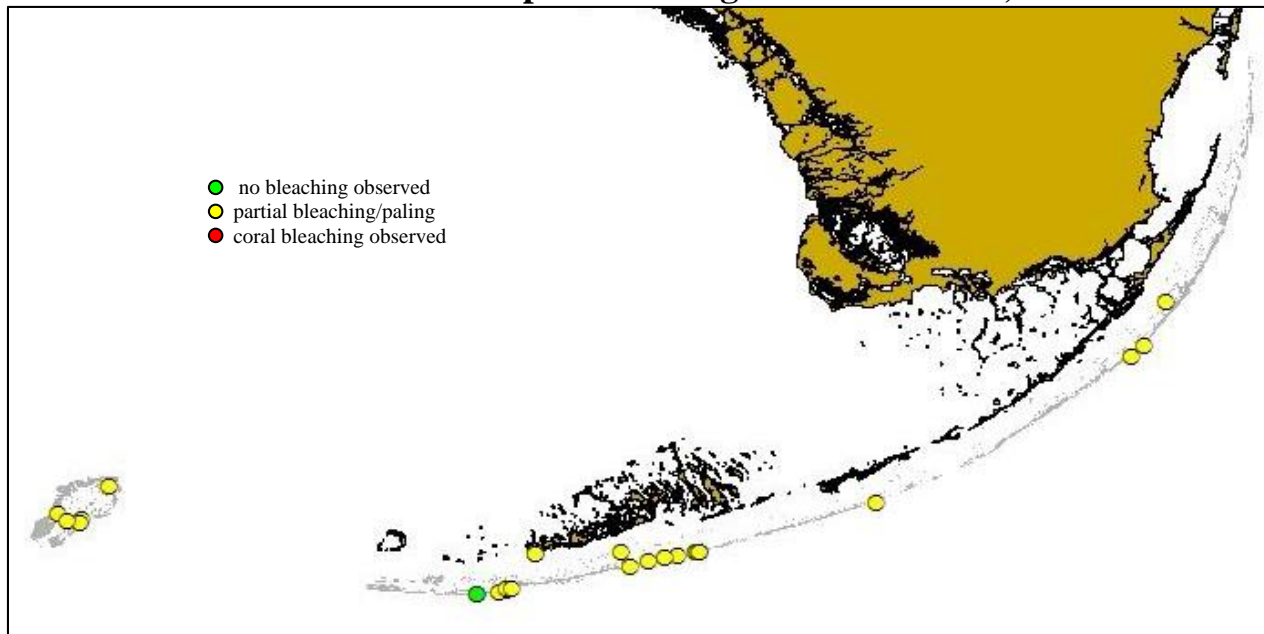 no bleaching observed
partial bleaching/paling
coral bleaching observed